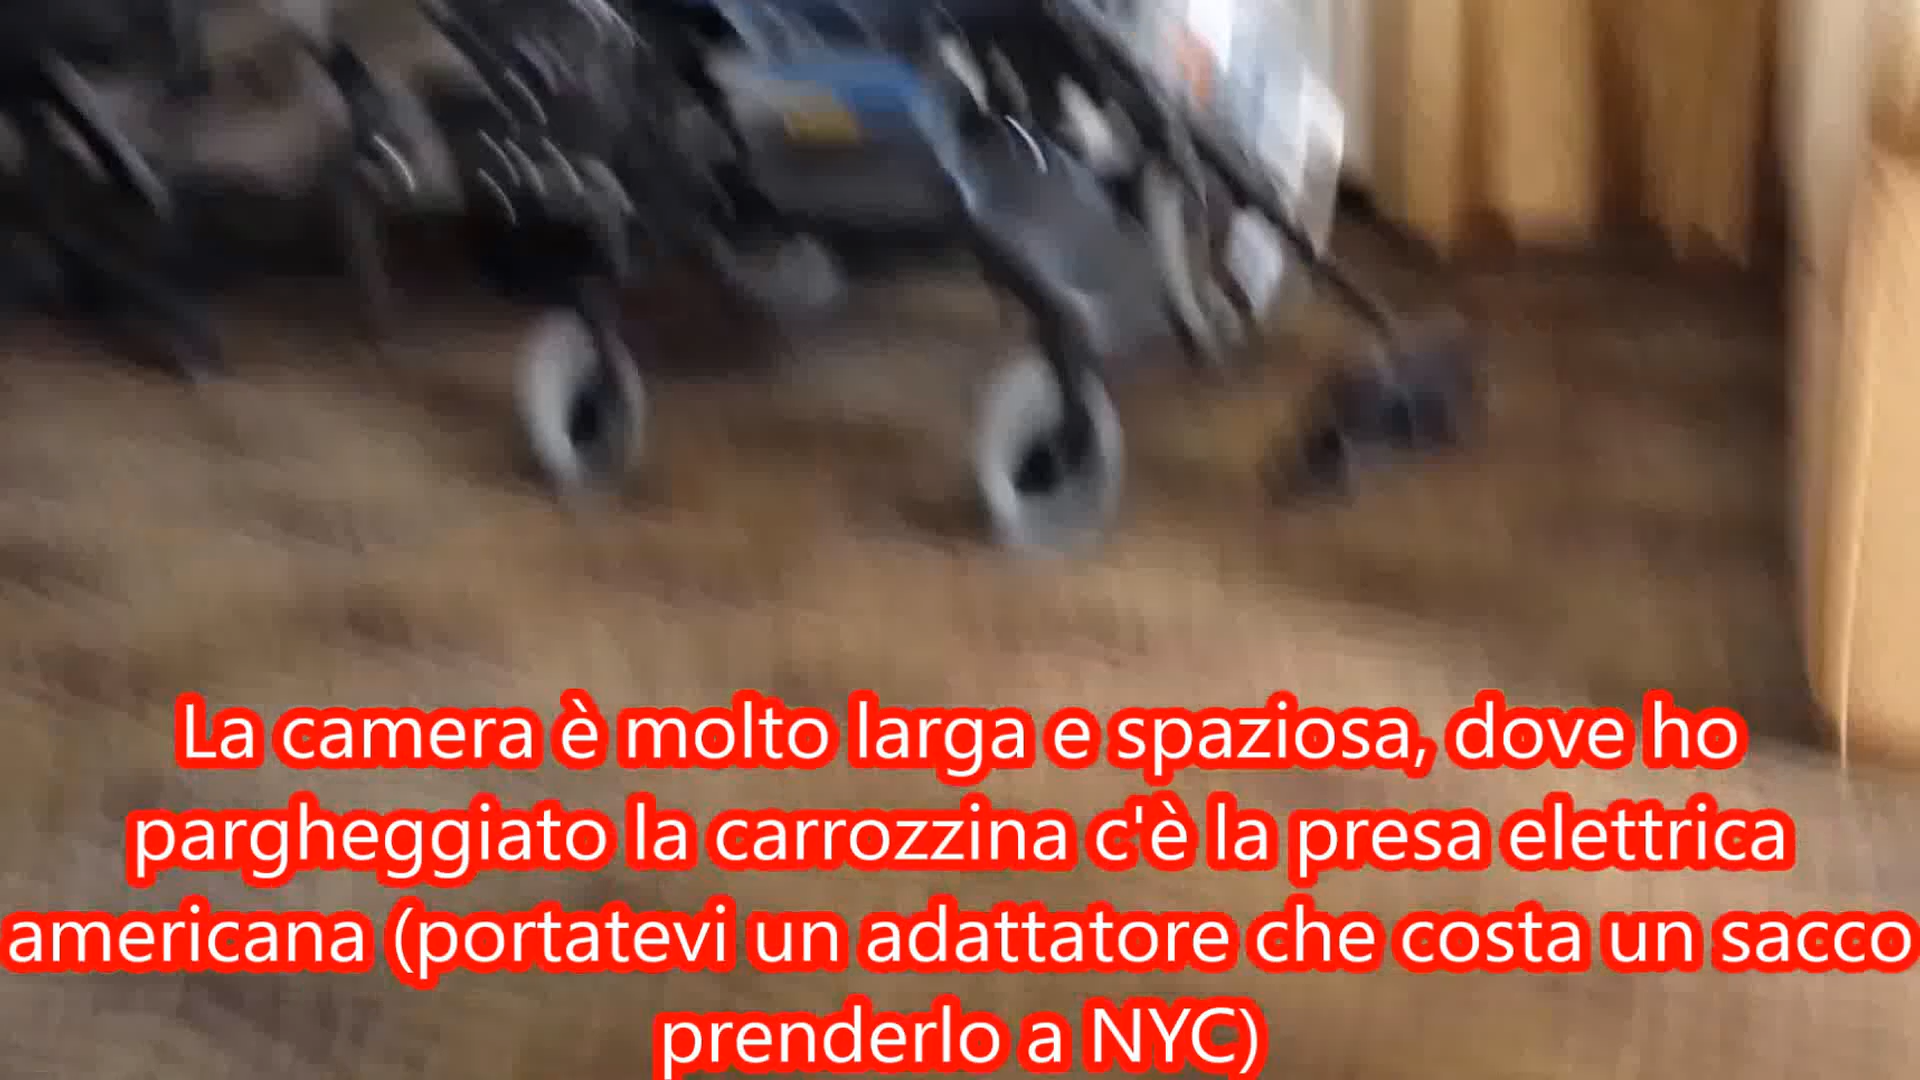 La camera è molto larga e spaziosa, dove ho
pargheggiato la carrozzina c'è la presa elettrica
americana (portatevi un adattatore che costa un sacco
prenderlo a NYC)